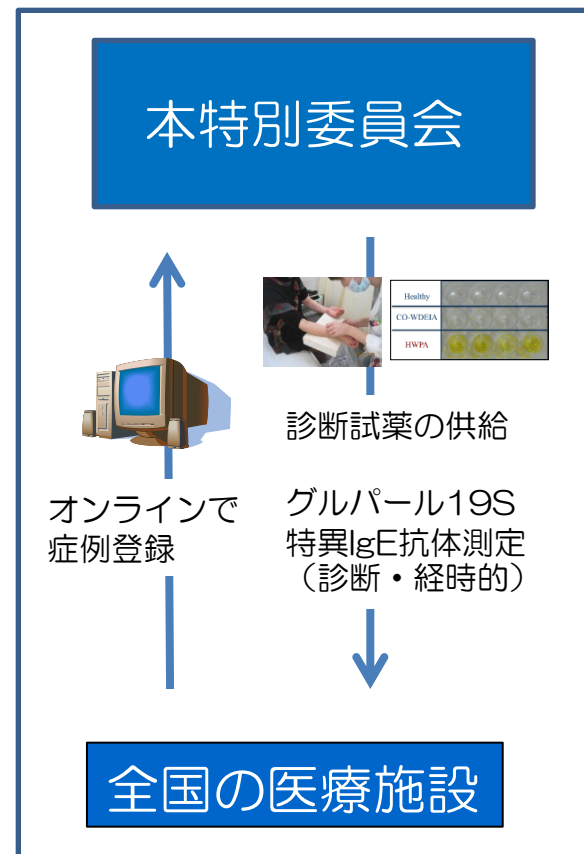 本特別委員会
Healthy
CO-WDEIA
HWPA
診断試薬の供給
オンラインで
症例登録
グルパール19S
特異IgE抗体測定
（診断・経時的）
全国の医療施設